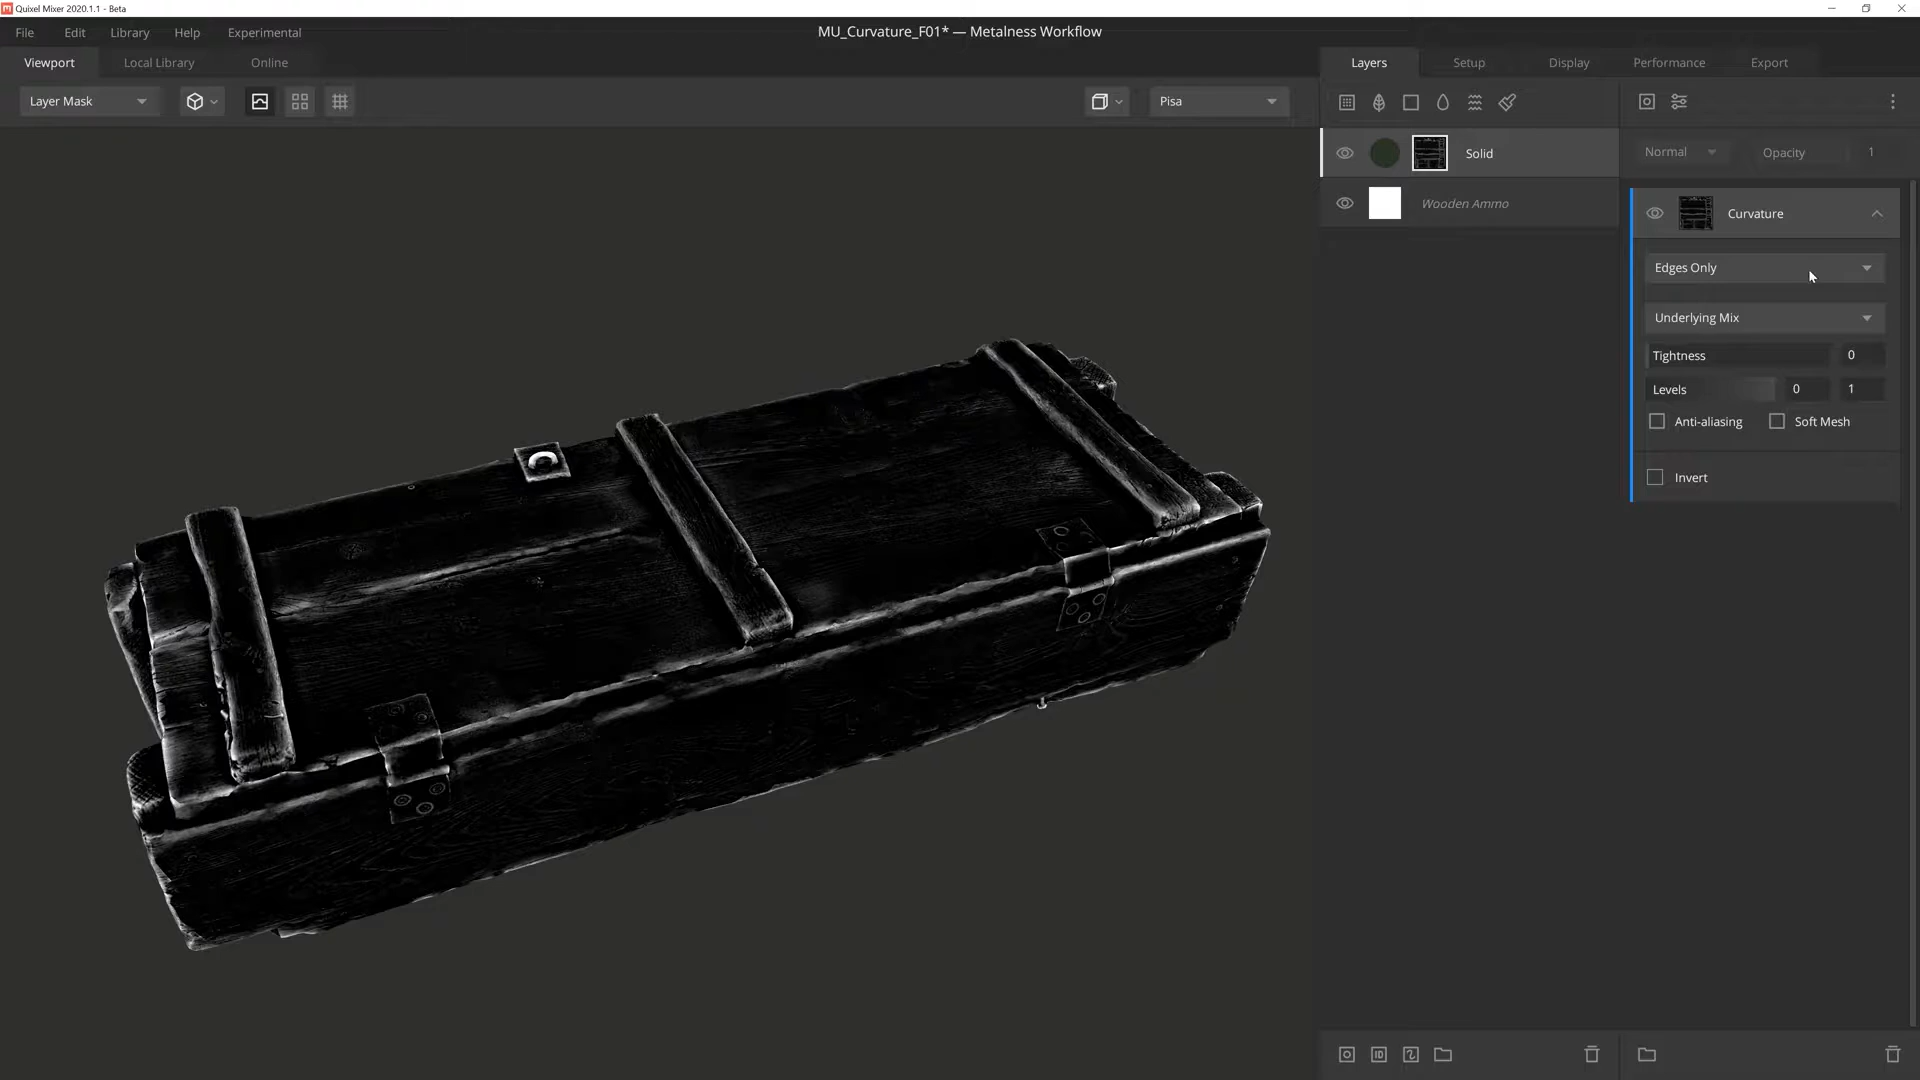 Quixel Mixer 2020.1.1 - Beta
File Edit Library Help Experimental
MU_Curvature_F01* — Metalness Workflow
Viewport Local Library Online
Layers Setup Display Performance Export
Layer Mask
Pisa
Solid
Wooden Ammo
Normal Opacity 1
Curvature
Edges Only
Underlying Mix
Tightness 0
Levels 0 1
Anti-aliasing Soft Mesh
Invert